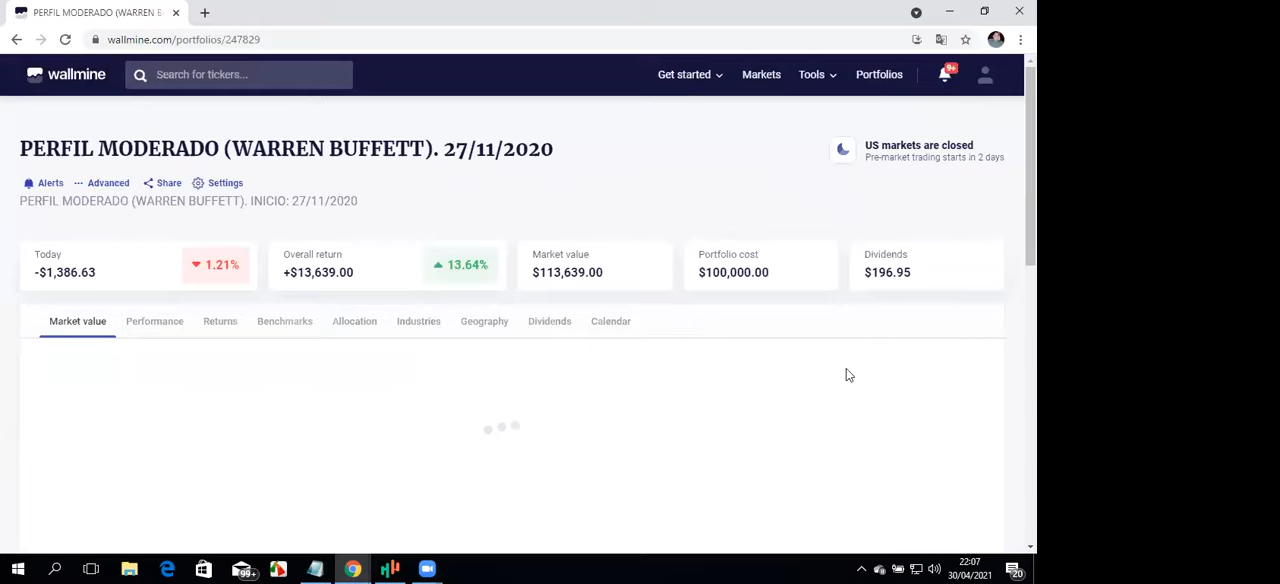 PERFIL MODERADO (WARREN B
wallmine.com/portfolios/247829
wallmine
Search for tickers...
Get started
Markets
Tools
Portfolios
9+
PERFIL MODERADO (WARREN BUFFETT). 27/11/2020
US markets are closed
Pre-market trading starts in 2 days
Alerts
Advanced
Share
Settings
PERFIL MODERADO (WARREN BUFFETT). INICIO: 27/11/2020
Today
-$1,386.63
1.21%
Overall return
+$13,639.00
13.64%
Market value
$113,639.00
Portfolio cost
$100,000.00
Dividends
$196.95
Market value
Performance
Returns
Benchmarks
Allocation
Industries
Geography
Dividends
Calendar
99+
22:07
30/04/2021
20